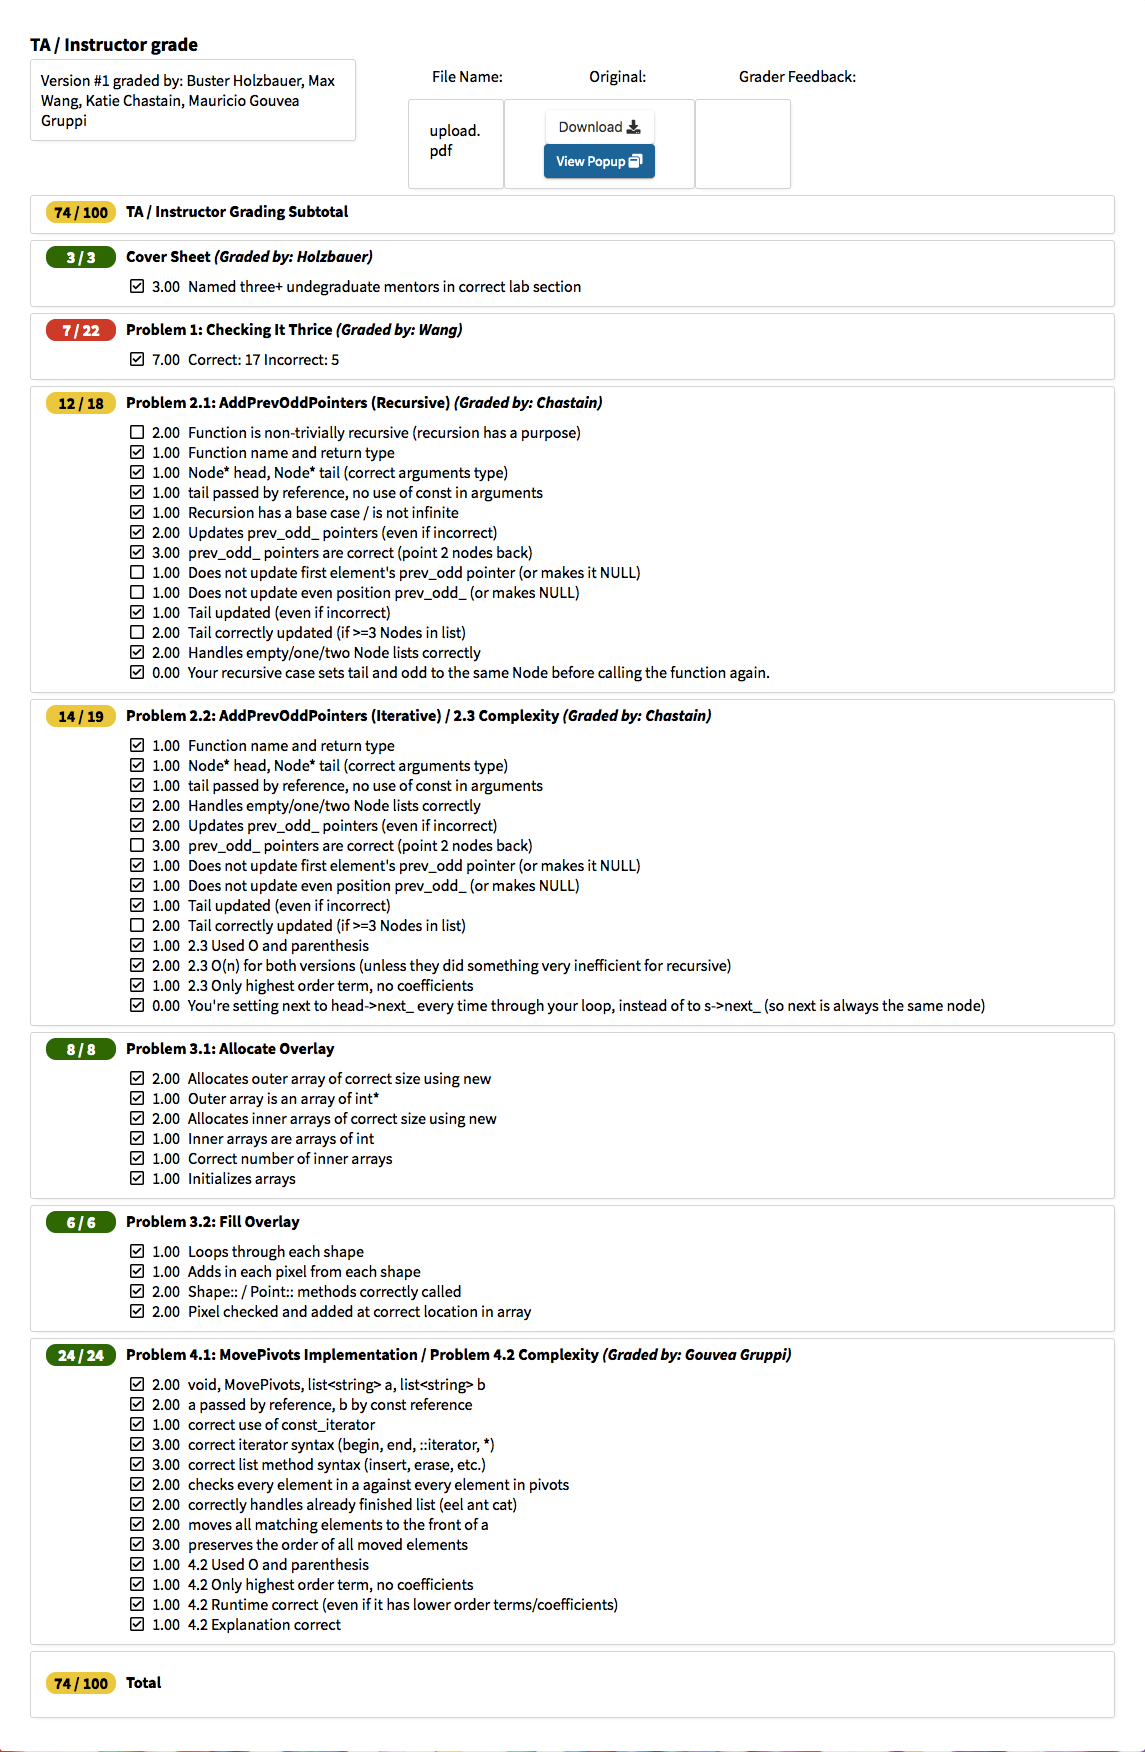 TA / Instructor grade
Version #1 graded by: Buster Holzbauer, Max
Wang, Katie Chastain, Mauricio Gouvea
Gruppi
File Name: Original: Grader Feedback:
upload.
pdf
Download
View Popup
74 / 100 TA / Instructor Grading Subtotal
3 / 3 Cover Sheet (Graded by: Holzbauer)
3.00 Named three+ undegraduate mentors in correct lab section
7 / 22 Problem 1: Checking It Thrice (Graded by: Wang)
7.00 Correct: 17 Incorrect: 5
12 / 18 Problem 2.1: AddPrevOddPointers (Recursive) (Graded by: Chastain)
2.00 Function is non-trivially recursive (recursion has a purpose)
1.00 Function name and return type
1.00 Node* head, Node* tail (correct arguments type)
1.00 tail passed by reference, no use of const in arguments
1.00 Recursion has a base case / is not infinite
2.00 Updates prev_odd_ pointers (even if incorrect)
3.00 prev_odd_ pointers are correct (point 2 nodes back)
1.00 Does not update first element's prev_odd pointer (or makes it NULL)
1.00 Does not update even position prev_odd_ (or makes NULL)
1.00 Tail updated (even if incorrect)
2.00 Tail correctly updated (if >=3 Nodes in list)
2.00 Handles empty/one/two Node lists correctly
0.00 Your recursive case sets tail and odd to the same Node before calling the function again.
14 / 19 Problem 2.2: AddPrevOddPointers (Iterative) / 2.3 Complexity (Graded by: Chastain)
1.00 Function name and return type
1.00 Node* head, Node* tail (correct arguments type)
1.00 tail passed by reference, no use of const in arguments
2.00 Handles empty/one/two Node lists correctly
2.00 Updates prev_odd_ pointers (even if incorrect)
3.00 prev_odd_ pointers are correct (point 2 nodes back)
1.00 Does not update first element's prev_odd pointer (or makes it NULL)
1.00 Does not update even position prev_odd_ (or makes NULL)
1.00 Tail updated (even if incorrect)
2.00 Tail correctly updated (if >=3 Nodes in list)
1.00 2.3 Used O and parenthesis
2.00 2.3 O(n) for both versions (unless they did something very inefficient for recursive)
1.00 2.3 Only highest order term, no coefficients
0.00 You're setting next to head->next_ every time through your loop, instead of to s->next_ (so next is always the same node)
8 / 8 Problem 3.1: Allocate Overlay
2.00 Allocates outer array of correct size using new
1.00 Outer array is an array of int*
2.00 Allocates inner arrays of correct size using new
1.00 Inner arrays are arrays of int
1.00 Correct number of inner arrays
1.00 Initializes arrays
6 / 6 Problem 3.2: Fill Overlay
1.00 Loops through each shape
1.00 Adds in each pixel from each shape
2.00 Shape:: / Point:: methods correctly called
2.00 Pixel checked and added at correct location in array
24 / 24 Problem 4.1: MovePivots Implementation / Problem 4.2 Complexity (Graded by: Gouvea Gruppi)
2.00 void, MovePivots, list<string> a, list<string> b
2.00 a passed by reference, b by const reference
1.00 correct use of const_iterator
3.00 correct iterator syntax (begin, end, ::iterator, *)
3.00 correct list method syntax (insert, erase, etc.)
2.00 checks every element in a against every element in pivots
2.00 correctly handles already finished list (eel ant cat)
2.00 moves all matching elements to the front of a
3.00 preserves the order of all moved elements
1.00 4.2 Used O and parenthesis
1.00 4.2 Only highest order term, no coefficients
1.00 4.2 Runtime correct (even if it has lower order terms/coefficients)
1.00 4.2 Explanation correct
74 / 100 Total